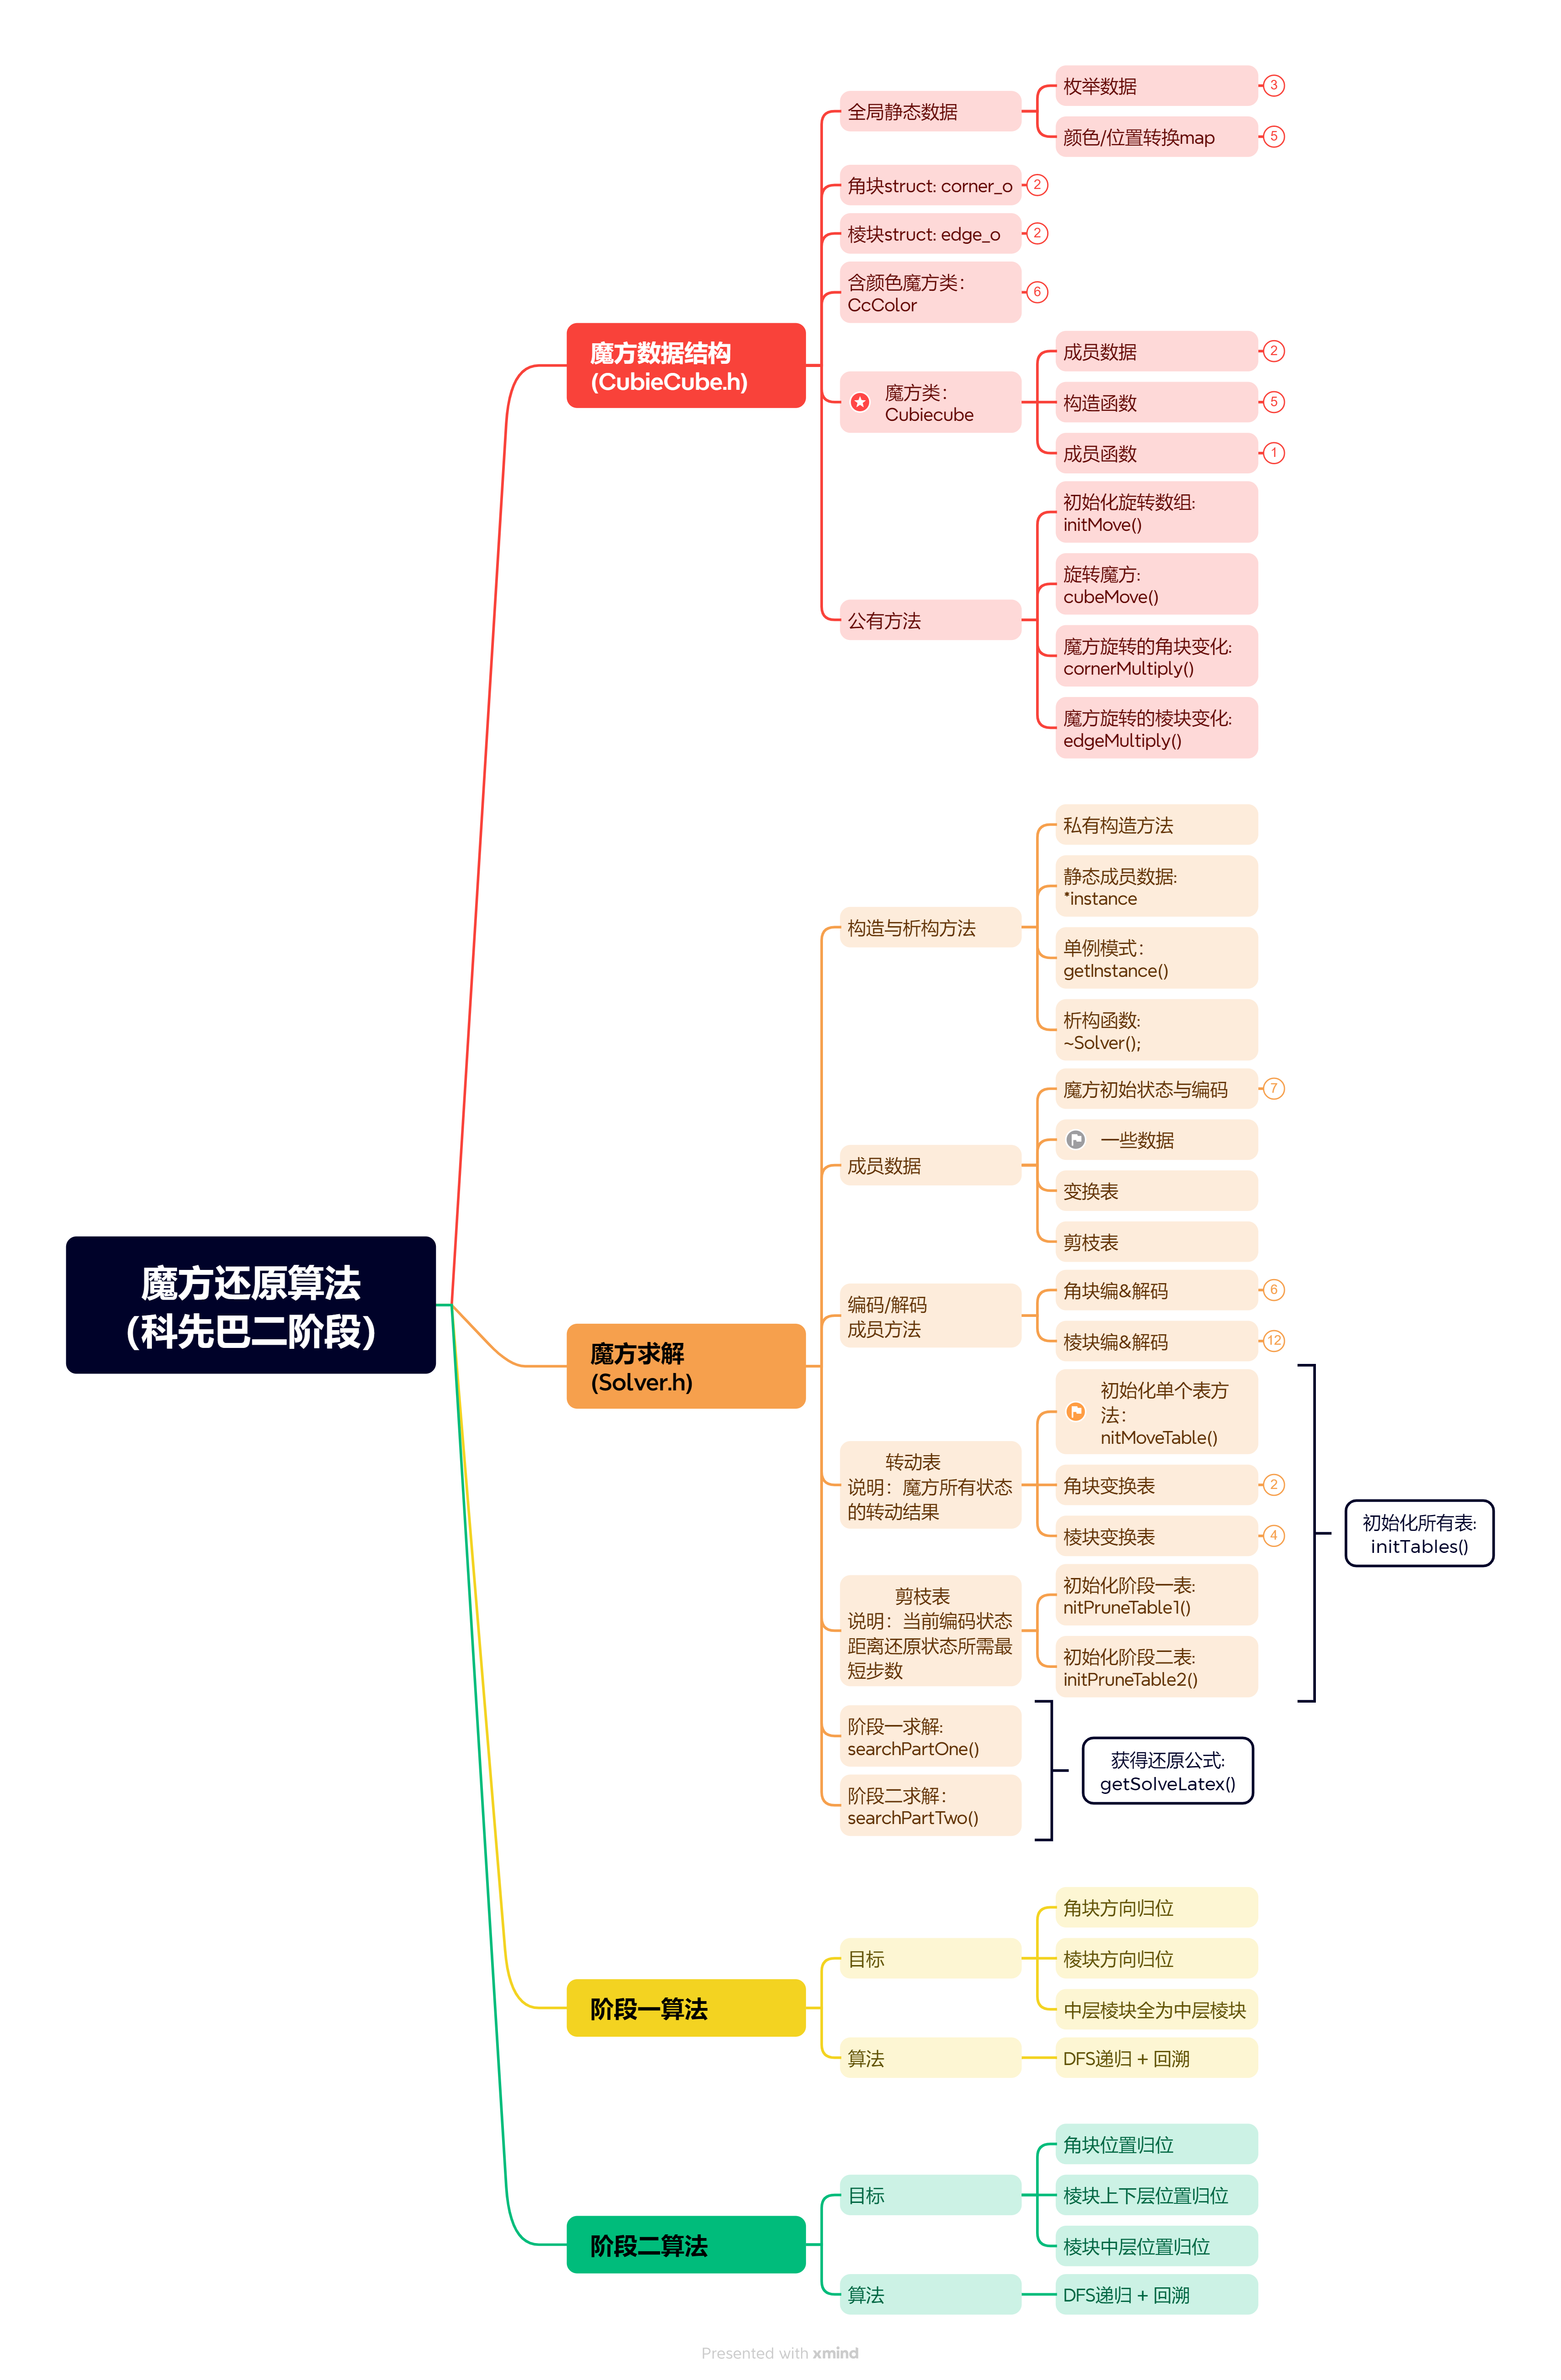 魔方还原算法
(科先巴二阶段)
魔方数据结构
(CubieCube.h)
全局静态数据
枚举数据
3
颜色/位置转换map
5
角块struct: corner_o
2
棱块struct: edge_o
2
含颜色魔方类：
CcColor
6
魔方类：
Cubiecube
成员数据
2
构造函数
5
成员函数
1
公有方法
初始化旋转数组:
initMove()
旋转魔方:
cubeMove()
魔方旋转的角块变化:
cornerMultiply()
魔方旋转的棱块变化:
edgeMultiply()
魔方求解
(Solver.h)
构造与析构方法
私有构造方法
静态成员数据:
*instance
单例模式：
getInstance()
析构函数:
~Solver();
成员数据
魔方初始状态与编码
7
一些数据
变换表
剪枝表
编码/解码
成员方法
角块编&解码
6
棱块编&解码
12
转动表
说明：魔方所有状态
的转动结果
初始化单个表方
法：
nitMoveTable()
角块变换表
2
棱块变换表
4
剪枝表
说明：当前编码状态
距离还原状态所需最
短步数
初始化阶段一表:
nitPruneTable1()
初始化阶段二表:
initPruneTable2()
初始化所有表:
initTables()
阶段一求解:
searchPartOne()
阶段二求解：
searchPartTwo()
获得还原公式:
getSolveLatex()
阶段一算法
目标
角块方向归位
棱块方向归位
中层棱块全为中层棱块
算法
DFS递归 + 回溯
阶段二算法
目标
角块位置归位
棱块上下层位置归位
棱块中层位置归位
算法
DFS递归 + 回溯
Presented with xmind